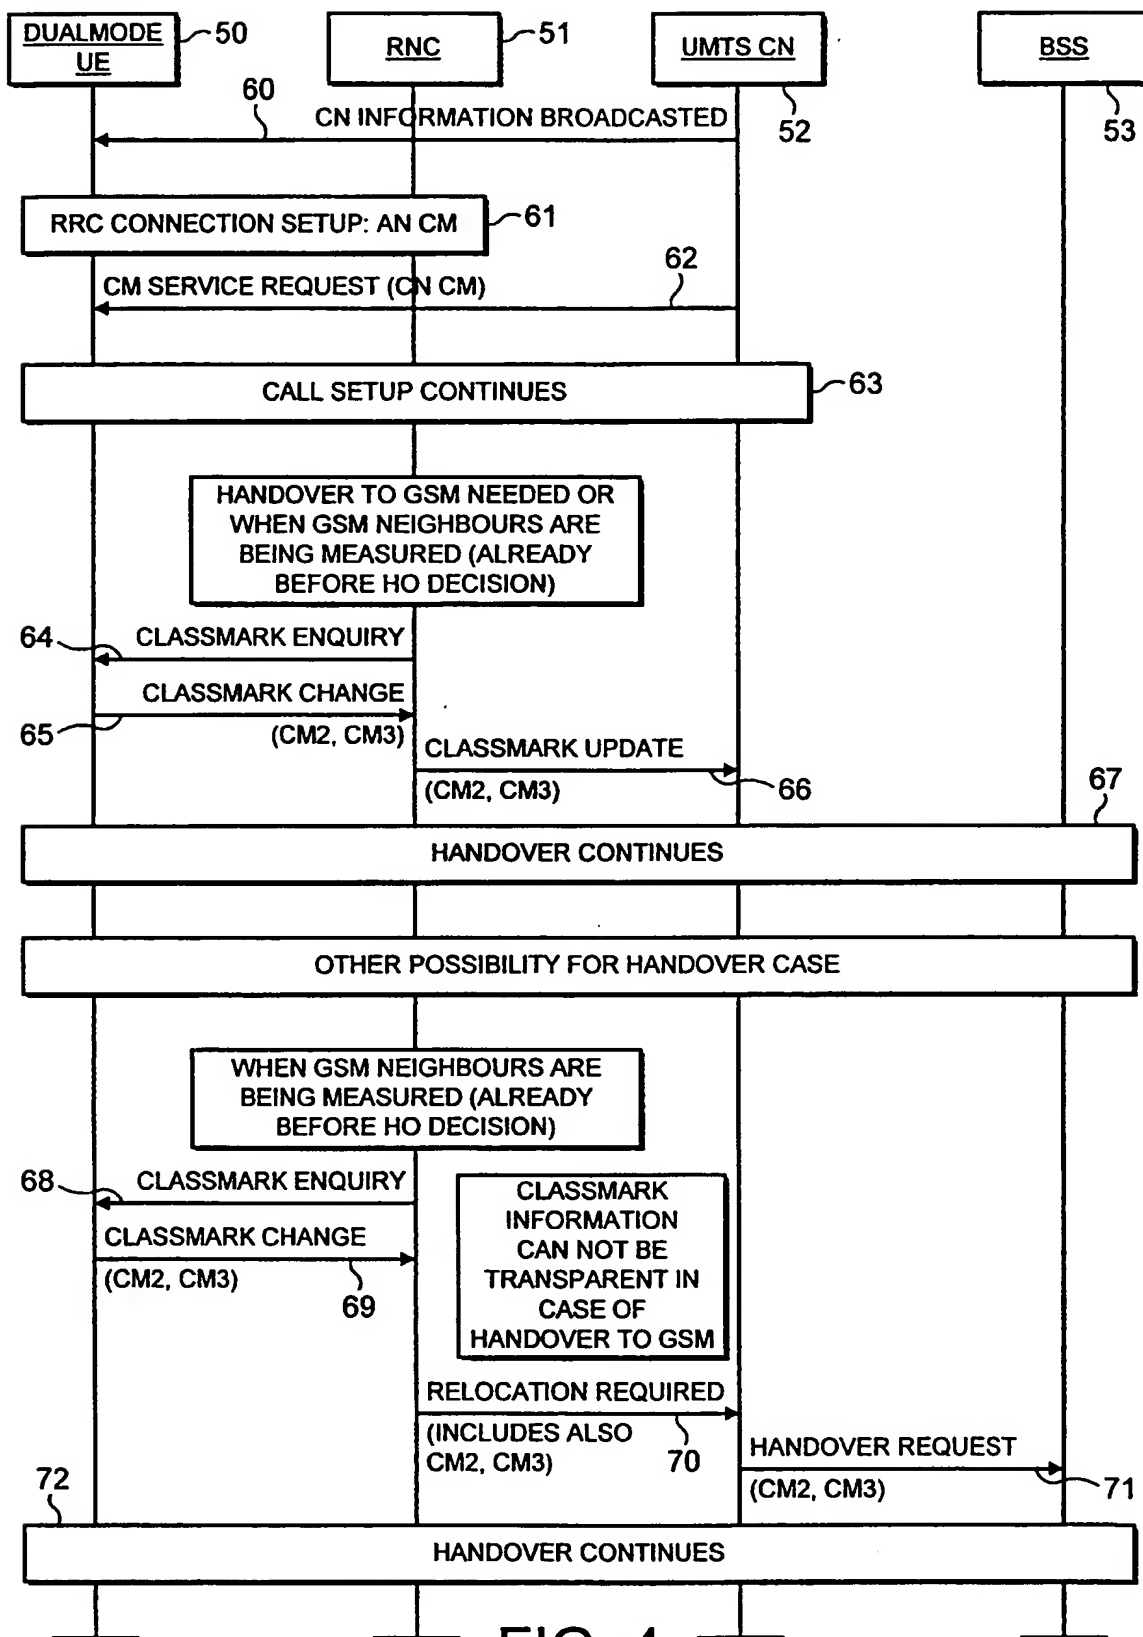 DUALMODE
UE
50
RNC
51
UMTS CN
52
BSS
53
60
CN INFORMATION BROADCASTED
RRC CONNECTION SETUP: AN CM
61
62
CM SERVICE REQUEST (CN CM)
CALL SETUP CONTINUES
63
HANDOVER TO GSM NEEDED OR
WHEN GSM NEIGHBOURS ARE
BEING MEASURED (ALREADY
BEFORE HO DECISION)
64
CLASSMARK ENQUIRY
CLASSMARK CHANGE
65
(CM2, CM3)
CLASSMARK UPDATE
(CM2, CM3)
66
67
HANDOVER CONTINUES
OTHER POSSIBILITY FOR HANDOVER CASE
WHEN GSM NEIGHBOURS ARE
BEING MEASURED (ALREADY
BEFORE HO DECISION)
68
CLASSMARK ENQUIRY
CLASSMARK CHANGE
(CM2, CM3)
69
CLASSMARK
INFORMATION
CAN NOT BE
TRANSPARENT IN
CASE OF
HANDOVER TO GSM
RELOCATION REQUIRED
(INCLUDES ALSO
CM2, CM3)
70
HANDOVER REQUEST
(CM2, CM3)
71
72
HANDOVER CONTINUES